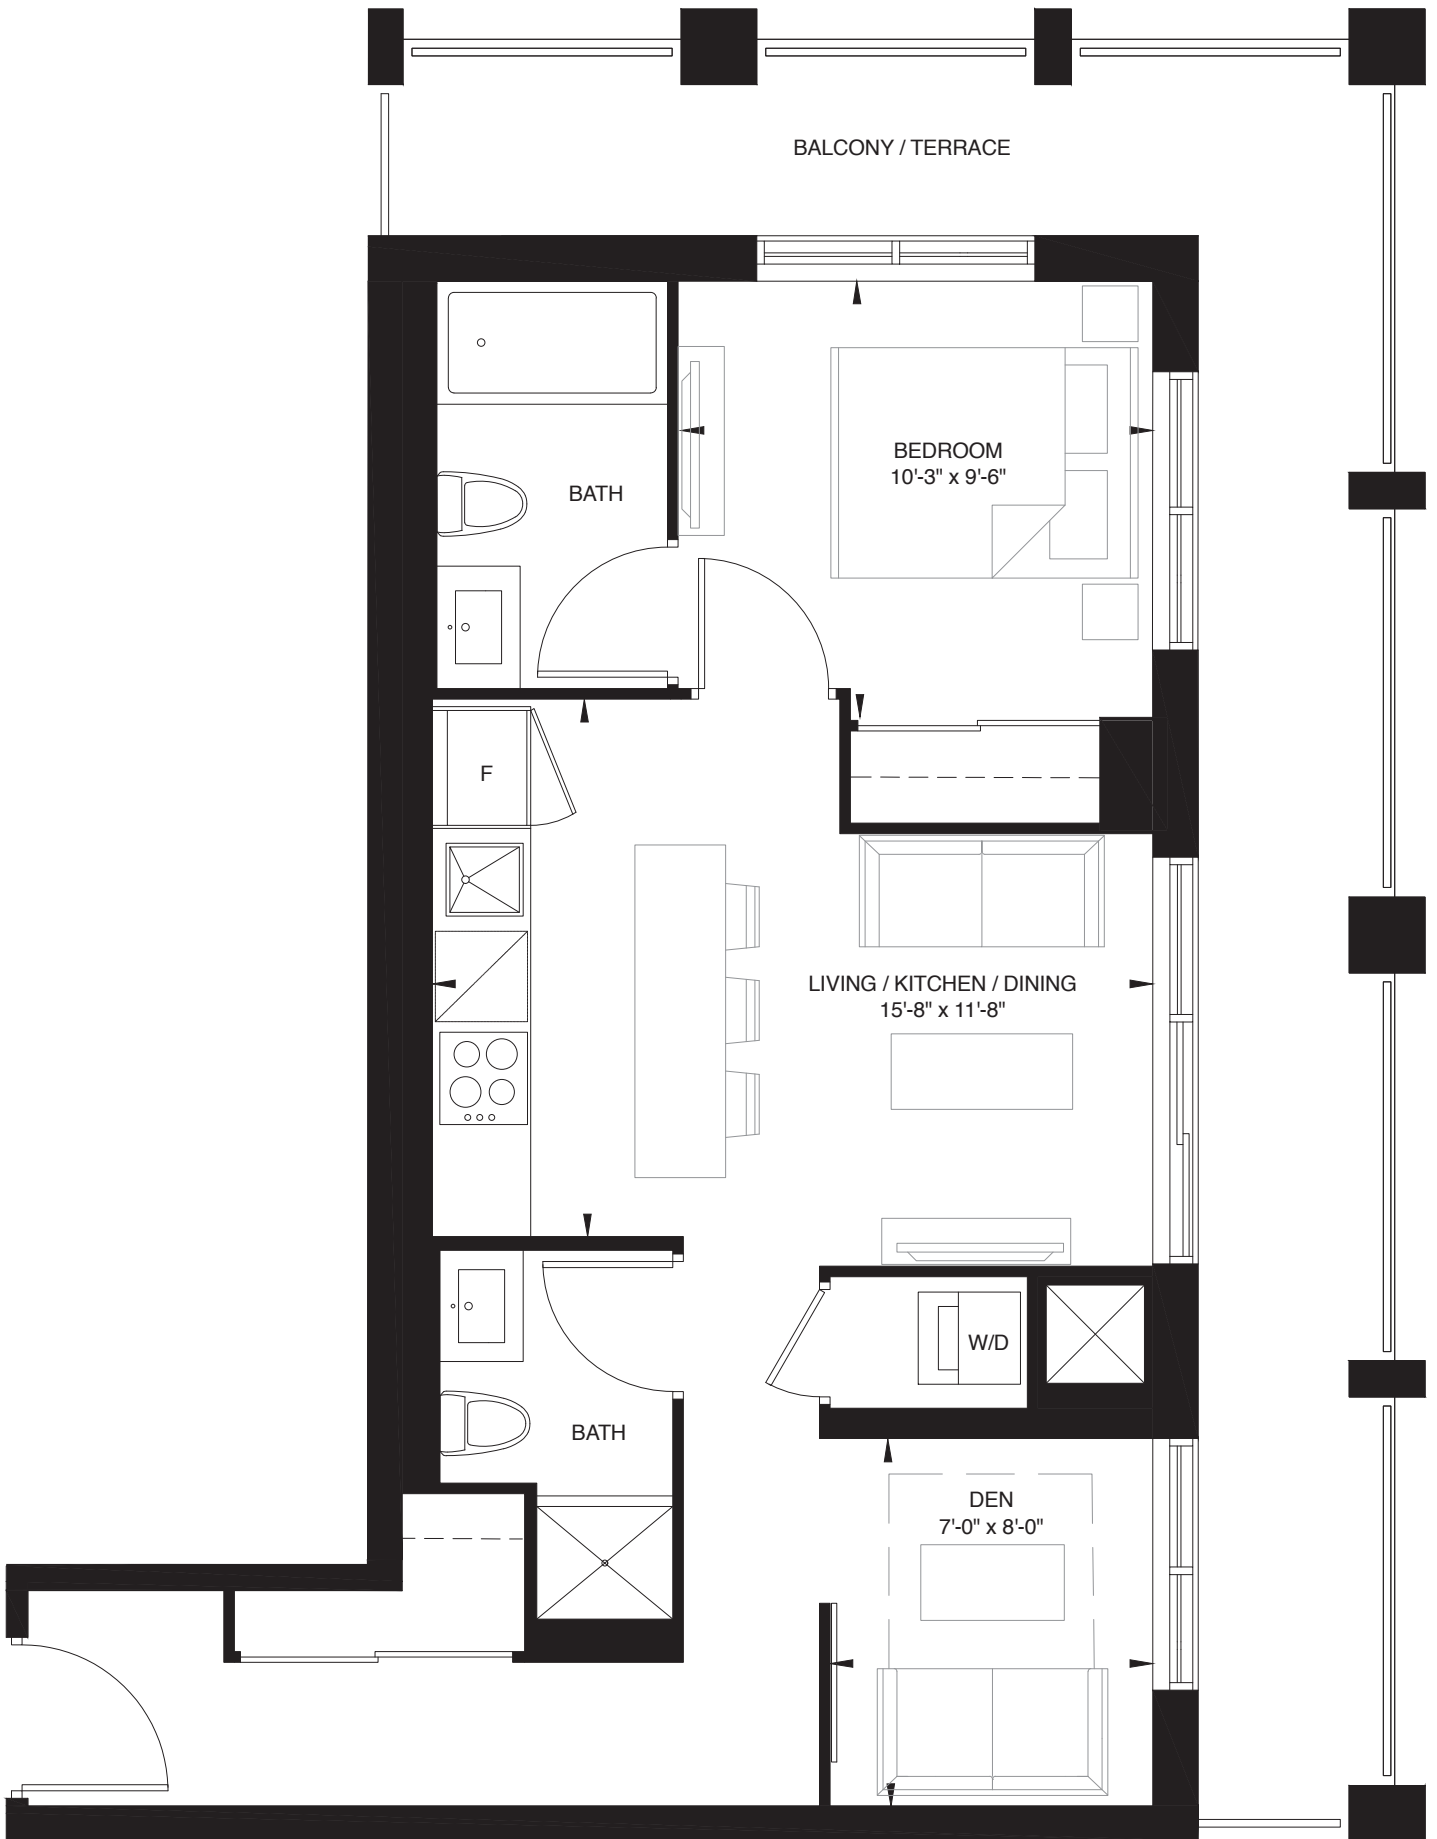 BALCONY / TERRACE
BEDROOM
10'-3" x 9'-6"
BATH
F
LIVING / KITCHEN / DINING
15'-8" x 11'-8"
W/D
BATH
DEN
7'-0" x 8'-0"